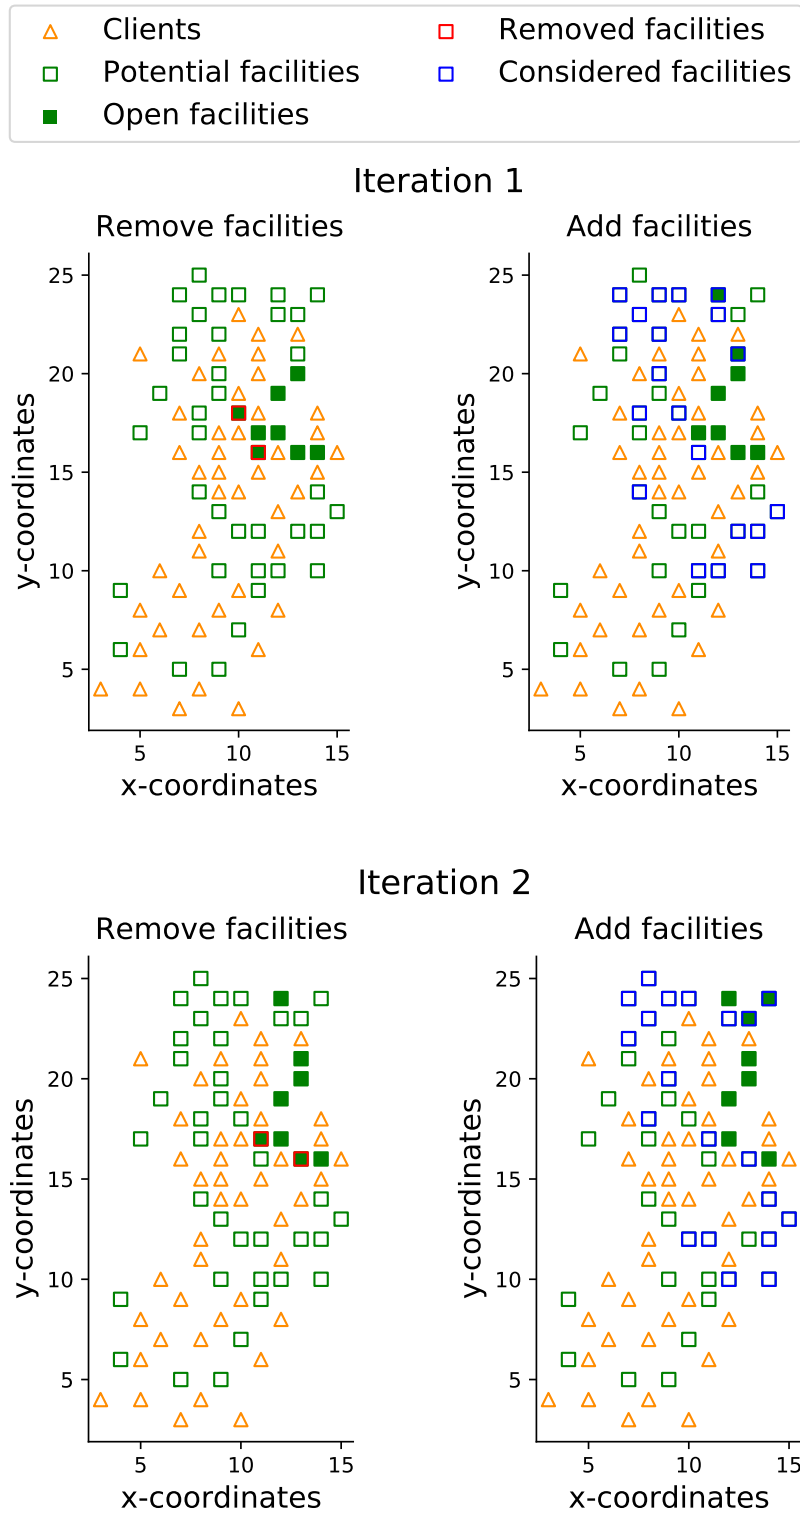 Clients
Removed facilities
Potential facilities
Considered facilities
Open facilities
Iteration 1
Remove facilities
Add facilities
25
20
15
10
5
y-coordinates
5 10 15
x-coordinates
25
20
15
10
5
y-coordinates
5 10 15
x-coordinates
Iteration 2
Remove facilities
Add facilities
25
20
15
10
5
y-coordinates
5 10 15
x-coordinates
25
20
15
10
5
y-coordinates
5 10 15
x-coordinates